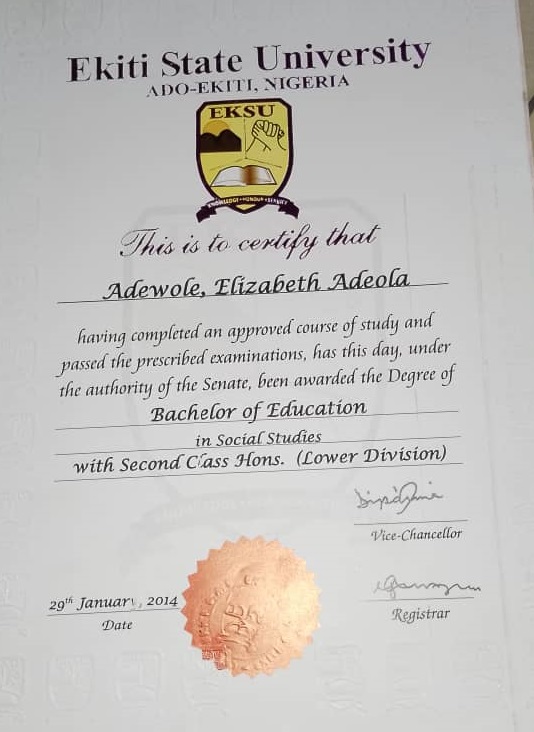 Ekiti State University
ADO-EKITI, NIGERIA
EKSU
KNOWLEDGE•HONOUR•SERVICE
This is to certify that
Adewole, Elizabeth Adeola
having completed an approved course of study and
passed the prescribed examinations, has this day, under
the authority of the Senate, been awarded the Degree of
Bachelor of Education
in Social Studies
with Second Class Hons. (Lower Division)
Vice-Chancellor
29th January, 2014
Date
Registrar